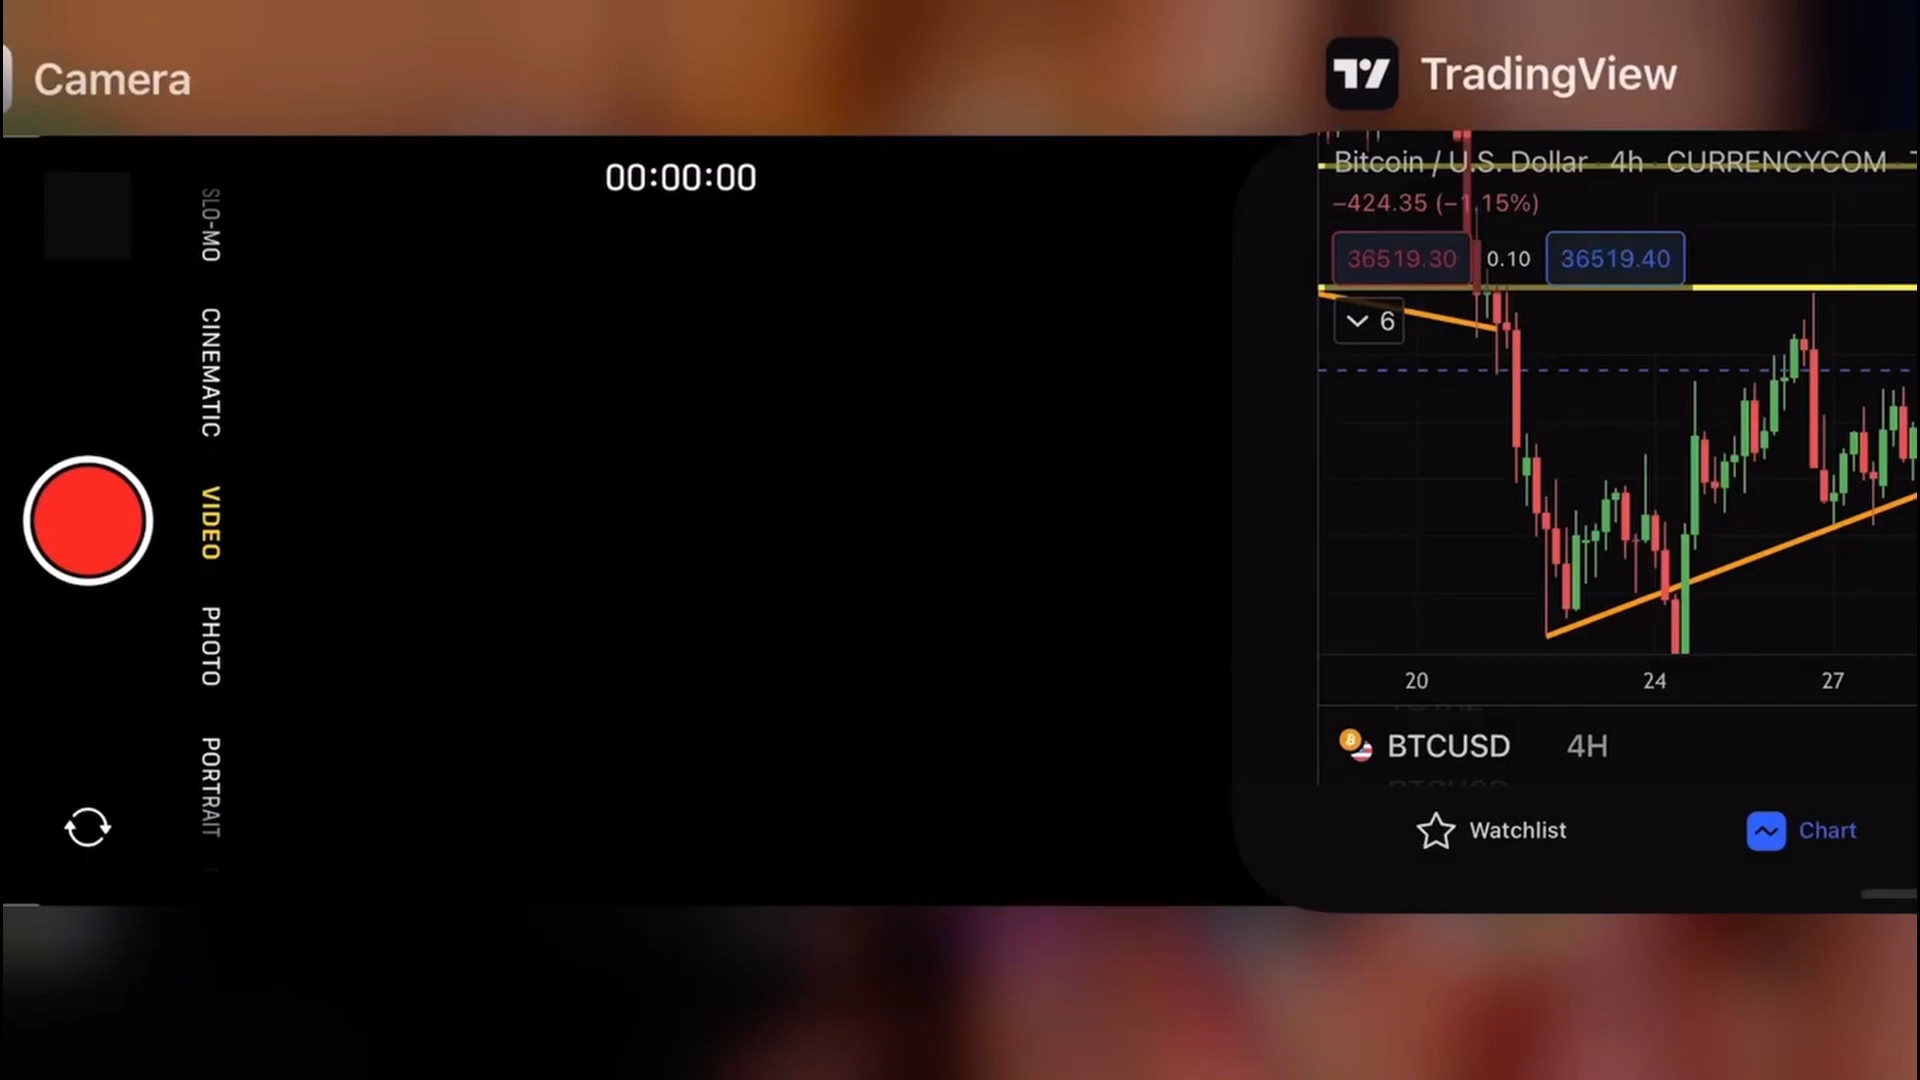 Camera
TradingView
00:00:00
SLO-MO
CINEMATIC
VIDEO
PHOTO
PORTRAIT
Bitcoin / U.S. Dollar · 4h · CURRENCYCOM
−424.35 (−1.15%)
36519.30 0.10 36519.40
6
20 24 27
BTCUSD 4H
Watchlist Chart